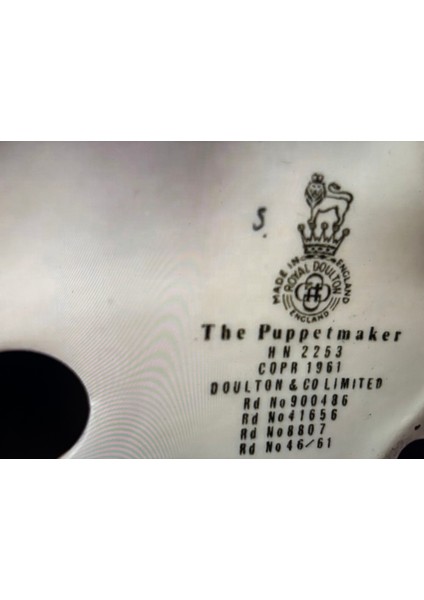 S.
MADE IN ENGLAND
ROYAL DOULTON
ENGLAND
The Puppetmaker
HN 2253
COPR 1961
DOULTON & CO LIMITED
Rd No 900486
Rd No 41656
Rd No 8807
Rd No 46/61